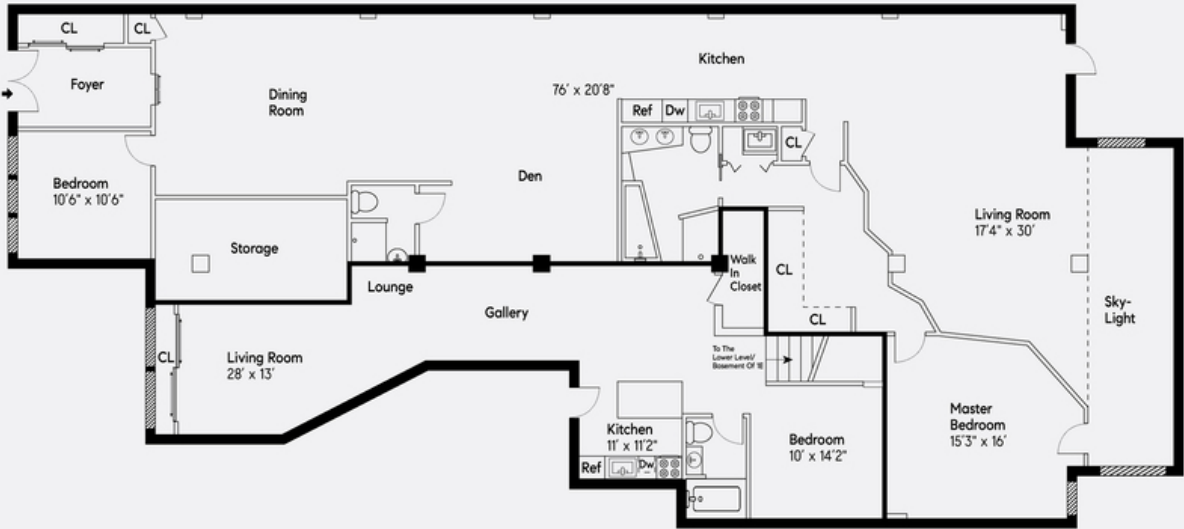 CL
CL
Foyer
Kitchen
76' x 20'8"
Dining
Room
Ref
Dw
CL
Bedroom
10'6" x 10'6"
Den
Living Room
17'4" x 30'
Storage
Walk
In
Closet
CL
Lounge
Gallery
CL
Sky-
Light
CL
Living Room
28' x 13'
To The
Lower Level/
Basement Of 1E
Kitchen
11' x 11'2"
Ref
Dw
Bedroom
10' x 14'2"
Master
Bedroom
15'3" x 16'